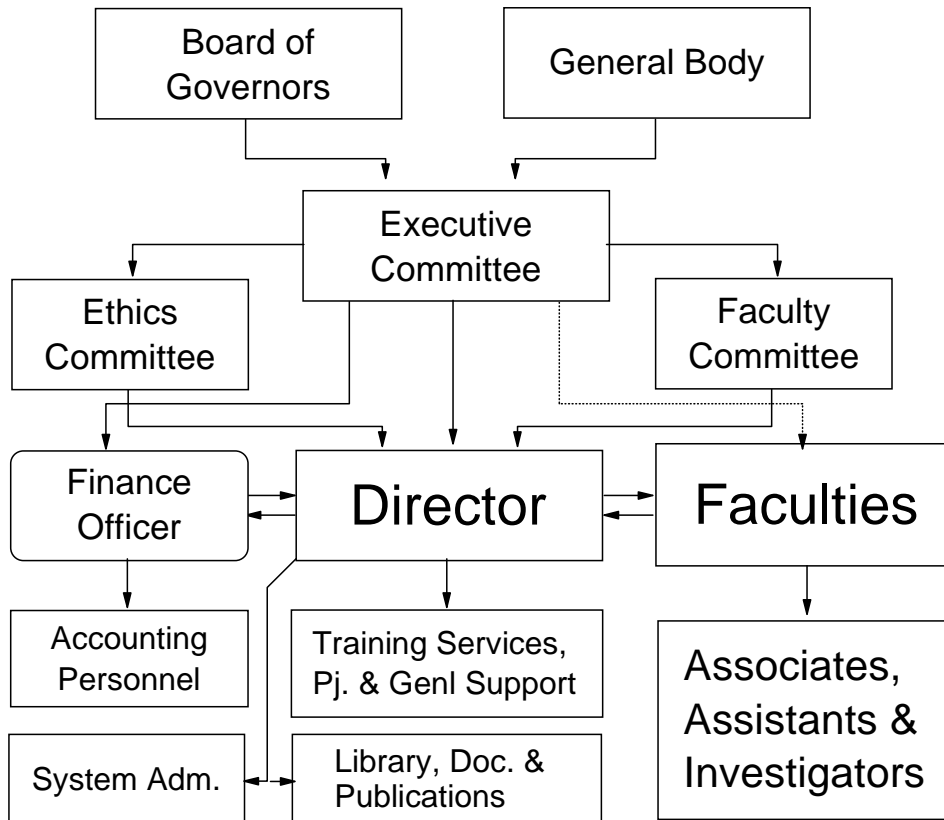 Board of
Governors
General Body
Executive
Committee
Ethics
Committee
Faculty
Committee
Finance
Officer
Director
Faculties
Accounting
Personnel
Training Services,
Pj. & Genl Support
Associates,
Assistants &
Investigators
System Adm.
Library, Doc. &
Publications